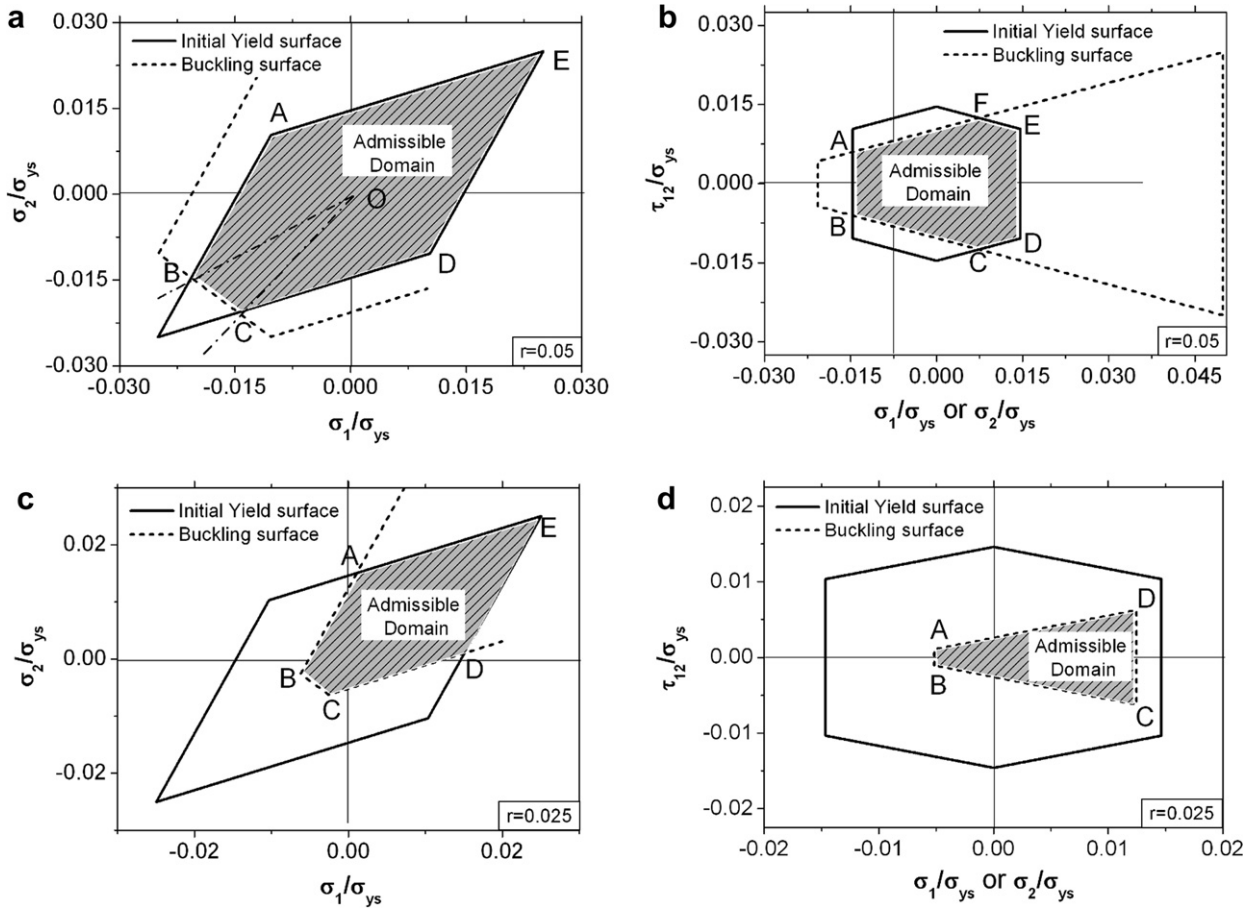 a
0.030
0.015
0.000
-0.015
-0.030
σ2/σys
Initial Yield surface
Buckling surface
E
A
Admissible
Domain
O
B
D
C
r=0.05
-0.030 -0.015 0.000 0.015 0.030
σ1/σys
b
0.030
0.015
0.000
-0.015
-0.030
τ12/σys
Initial Yield surface
Buckling surface
F
A
E
Admissible
Domain
B
D
C
r=0.05
-0.030 -0.015 0.000 0.015 0.030 0.045
σ1/σys or σ2/σys
c
0.02
0.00
-0.02
σ2/σys
Initial Yield surface
Buckling surface
A
E
Admissible
Domain
B
D
C
r=0.025
-0.02 0.00 0.02
σ1/σys
d
0.02
0.01
0.00
-0.01
-0.02
τ12/σys
Initial Yield surface
Buckling surface
D
A
Admissible
Domain
B
C
r=0.025
-0.02 -0.01 0.00 0.01 0.02
σ1/σys or σ2/σys